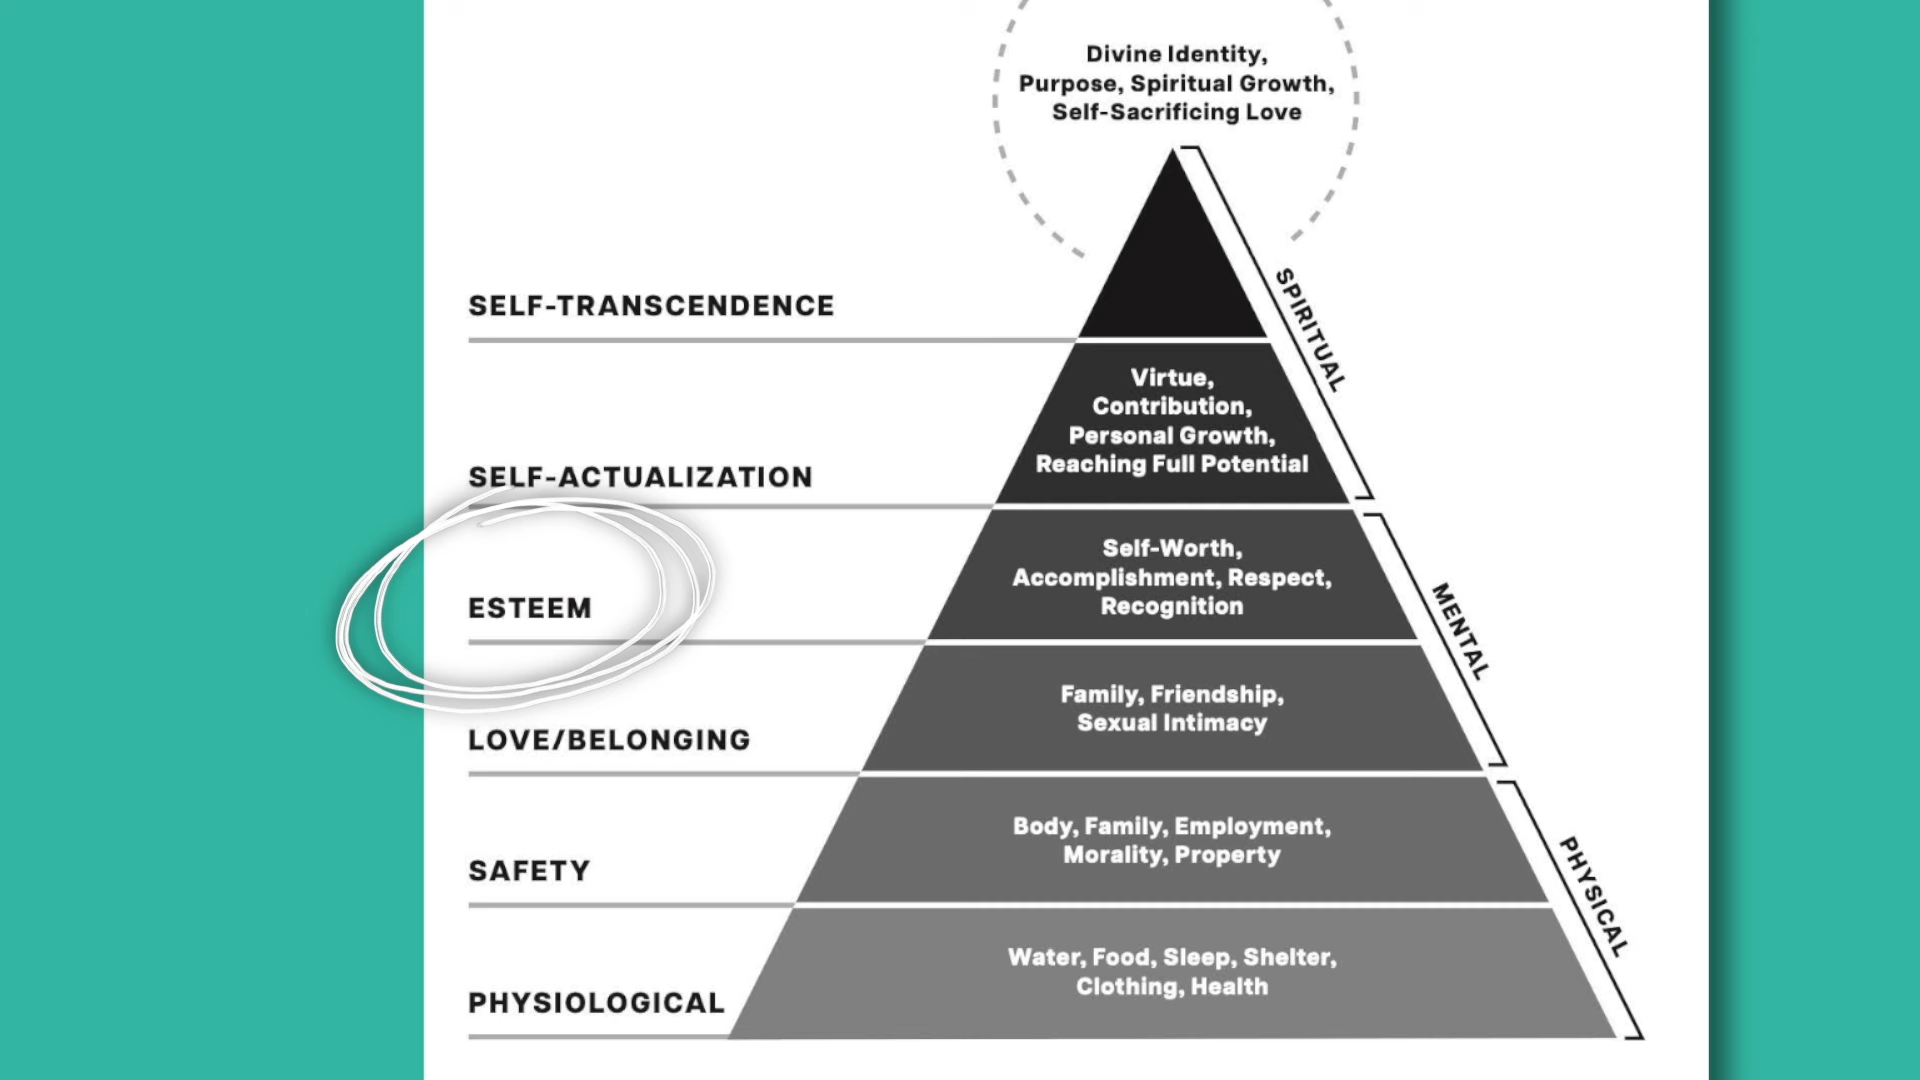 Divine Identity,
Purpose, Spiritual Growth,
Self-Sacrificing Love
SELF-TRANSCENDENCE
SPIRITUAL
Virtue,
Contribution,
Personal Growth,
Reaching Full Potential
SELF-ACTUALIZATION
Self-Worth,
Accomplishment, Respect,
Recognition
ESTEEM
MENTAL
Family, Friendship,
Sexual Intimacy
LOVE/BELONGING
Body, Family, Employment,
Morality, Property
SAFETY
PHYSICAL
Water, Food, Sleep, Shelter,
Clothing, Health
PHYSIOLOGICAL